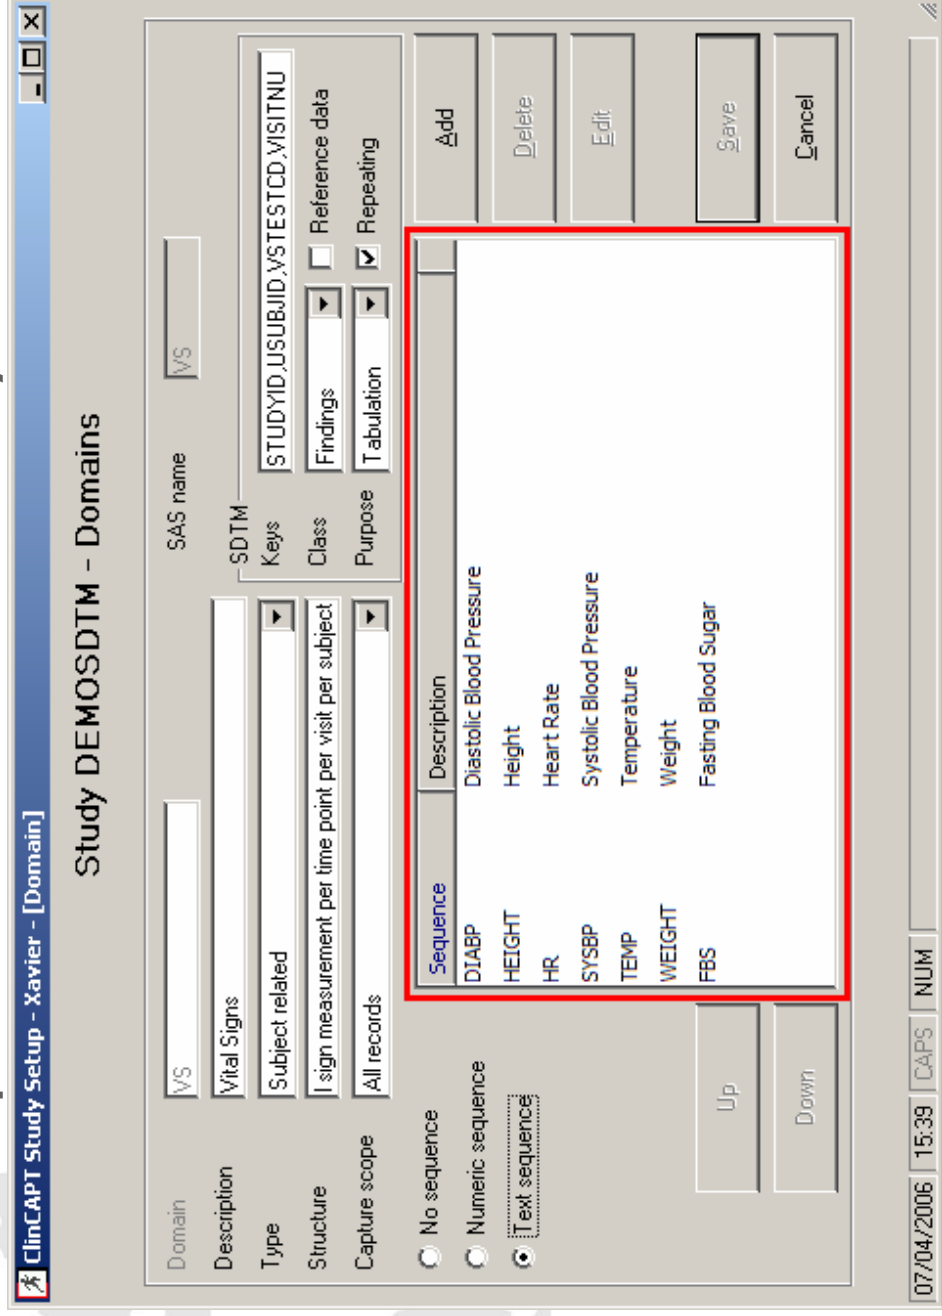 ClinCAPT Study Setup - Xavier - [Domain]
Study DEMOSDTM - Domains
Domain VS SAS name VS
Description Vital Signs
SDTM
Type Subject related Keys STUDYID,USUBJID,VSTESTCD,VISITNU
Structure l sign measurement per time point per visit per subject Class Findings Reference data
Capture scope All records Purpose Tabulation Repeating
No sequence
Numeric sequence
Text sequence
Sequence Description
DIABP Diastolic Blood Pressure
HEIGHT Height
HR Heart Rate
SYSBP Systolic Blood Pressure
TEMP Temperature
WEIGHT Weight
FBS Fasting Blood Sugar
Add
Delete
Edit
Up Save
Down Cancel
07/04/2006 15:39 CAPS NUM